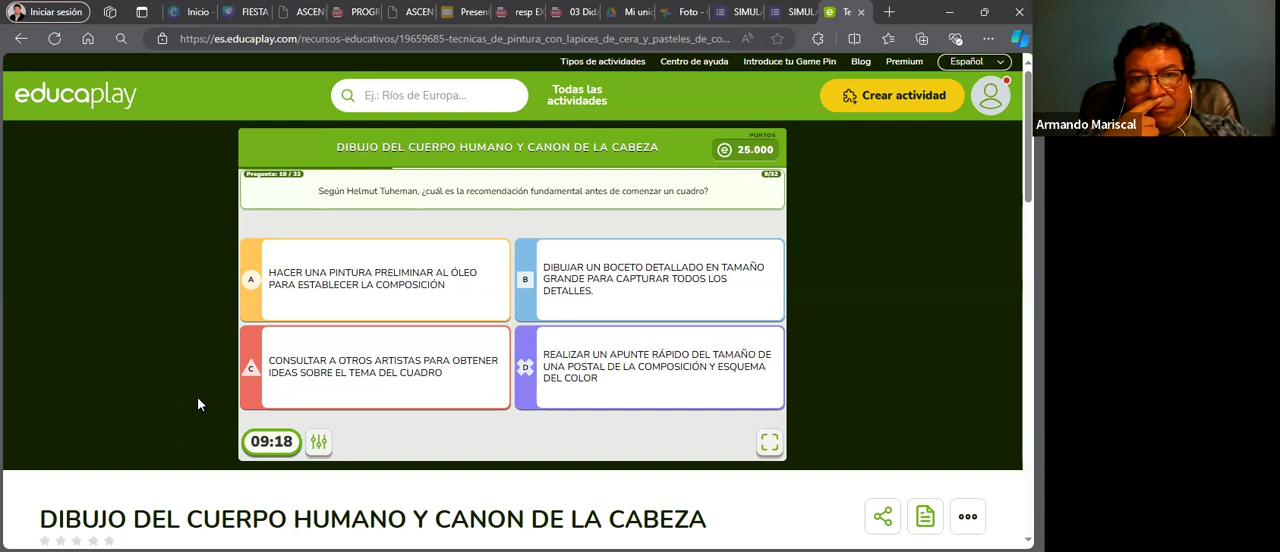 Iniciar sesión
Inicio -
FIESTA
ASCEN
PROGR
ASCEN
Present
resp EX
03 Did
Mi unic
Foto - G
SIMUL
SIMUL
Te
https://es.educaplay.com/recursos-educativos/19659685-tecnicas_de_pintura_con_lapices_de_cera_y_pasteles_de_co...
Tipos de actividades
Centro de ayuda
Introduce tu Game Pin
Blog
Premium
Español
educaplay
Ej.: Ríos de Europa...
Todas las
actividades
Crear actividad
Armando Mariscal
PUNTOS
DIBUJO DEL CUERPO HUMANO Y CANON DE LA CABEZA
25.000
Pregunta: 10 / 32
9/32
Según Helmut Tuheman, ¿cuál es la recomendación fundamental antes de comenzar un cuadro?
A
HACER UNA PINTURA PRELIMINAR AL ÓLEO
PARA ESTABLECER LA COMPOSICIÓN
B
DIBUJAR UN BOCETO DETALLADO EN TAMAÑO
GRANDE PARA CAPTURAR TODOS LOS
DETALLES.
C
CONSULTAR A OTROS ARTISTAS PARA OBTENER
IDEAS SOBRE EL TEMA DEL CUADRO
D
REALIZAR UN APUNTE RÁPIDO DEL TAMAÑO DE
UNA POSTAL DE LA COMPOSICIÓN Y ESQUEMA
DEL COLOR
09:18
DIBUJO DEL CUERPO HUMANO Y CANON DE LA CABEZA